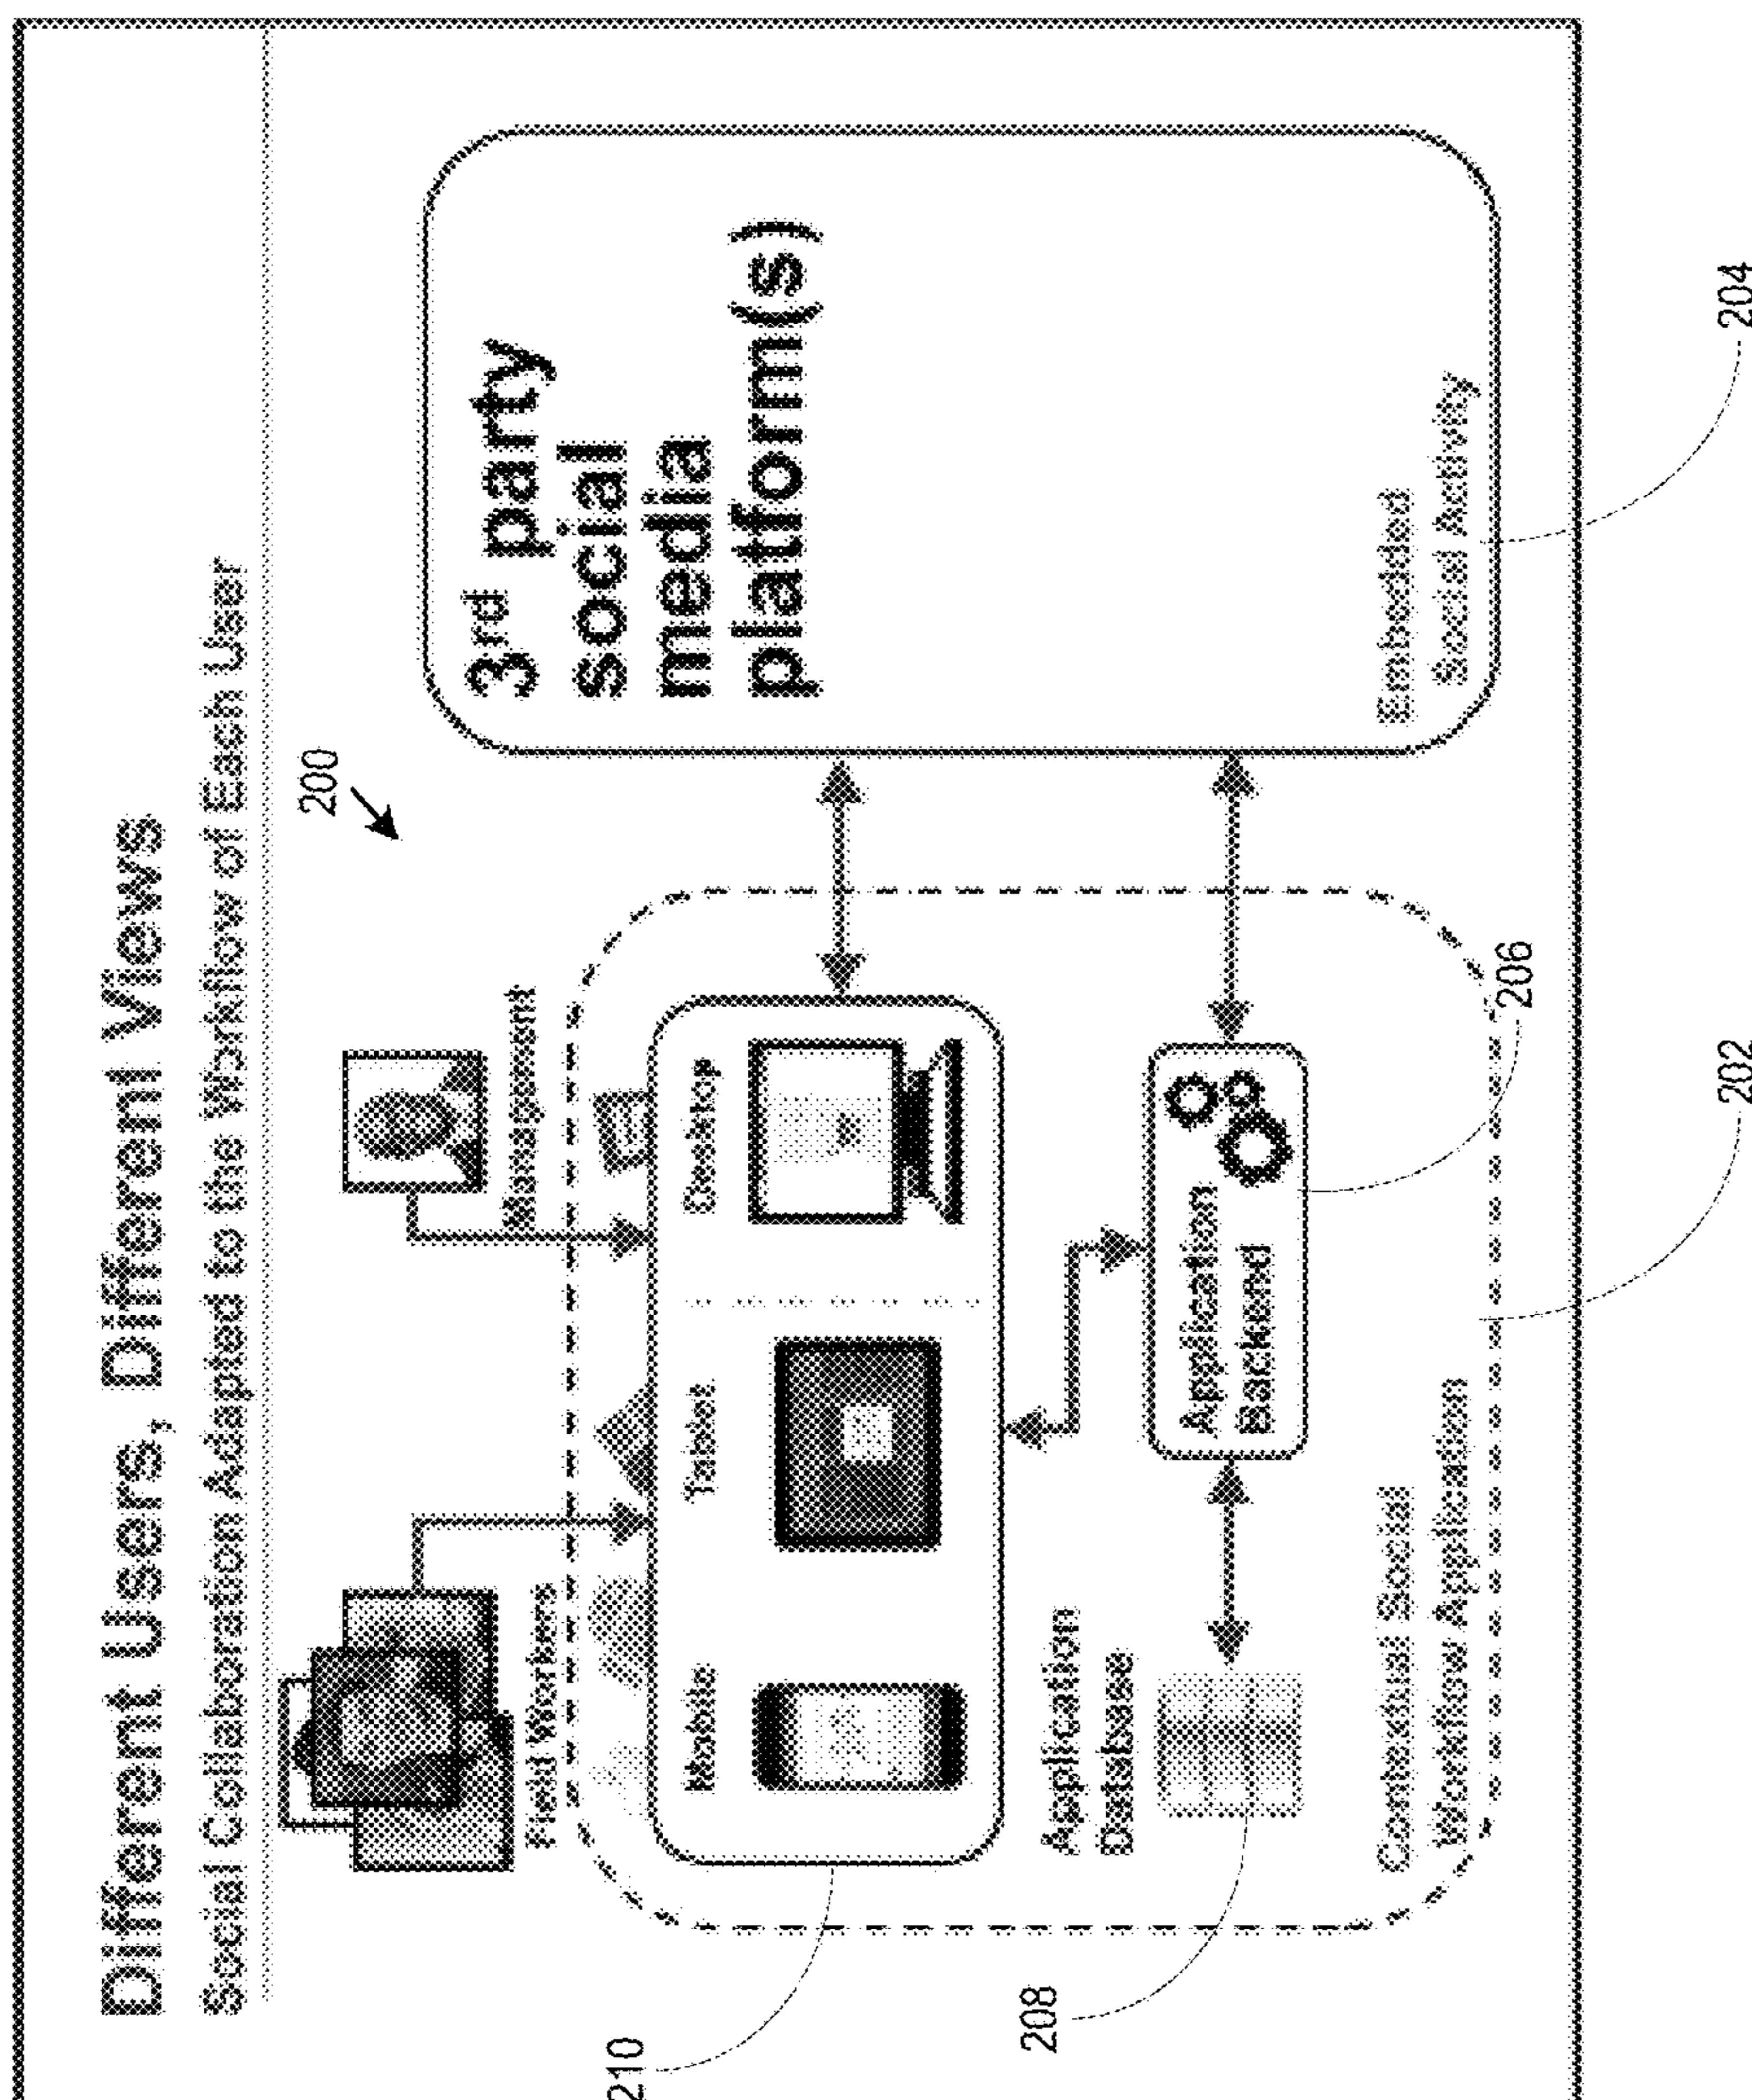 Different Users, Different Views
Social Collaboration Adapted to the Workflow of Each User
200
Field Workers
Management
Mobile
Tablet
Desktop
3rd party
social
media
platform(s)
210
Application
Database
Application
Backend
208
206
Contextual Social
Workflow Application
Embedded
Social Activity
202
204